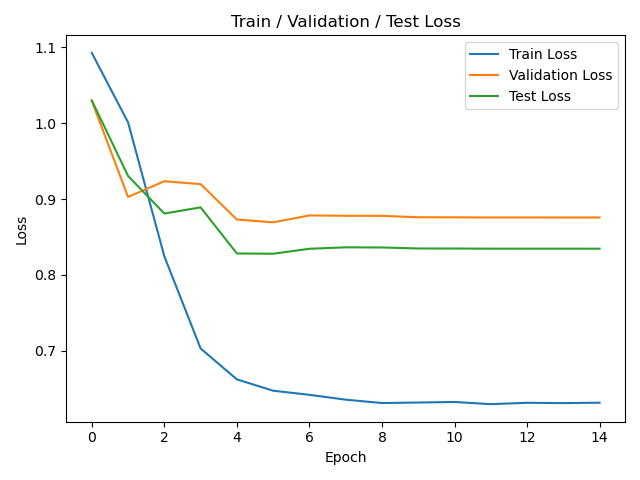 Train / Validation / Test Loss
Train Loss
Validation Loss
Test Loss
1.1
1.0
0.9
0.8
0.7
Loss
0 2 4 6 8 10 12 14
Epoch